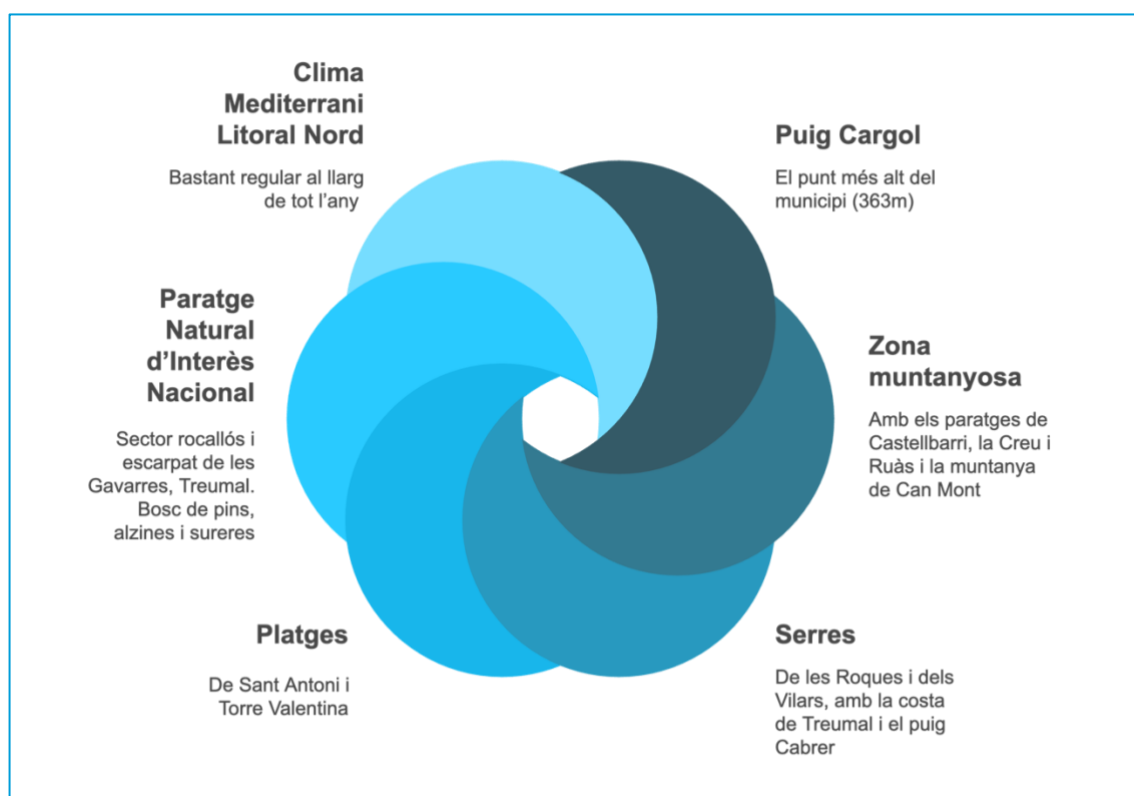 Clima
Mediterrani
Litoral Nord
Bastant regular al llarg
de tot l'any
Puig Cargol
El punt més alt del
municipi (363m)
Paratge
Natural
d'Interès
Nacional
Sector rocallós i
escarpat de les
Gavarres, Treumal.
Bosc de pins,
alzines i sureres
Zona
muntanyosa
Amb els paratges de
Castellbarri, la Creu i
Ruàs i la muntanya
de Can Mont
Platges
De Sant Antoni i
Torre Valentina
Serres
De les Roques i dels
Vilars, amb la costa
de Treumal i el puig
Cabrer